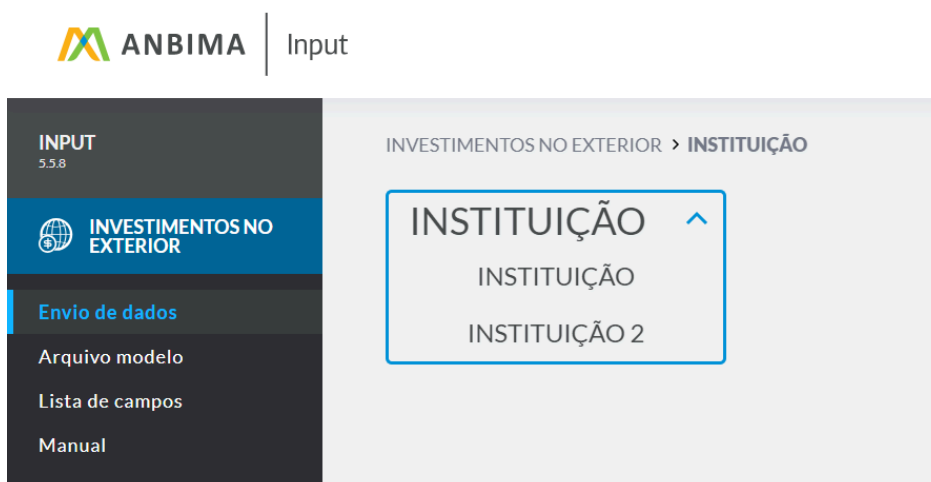 ANBIMA Input
INPUT
5.5.8
INVESTIMENTOS NO
EXTERIOR
Envio de dados
Arquivo modelo
Lista de campos
Manual
INVESTIMENTOS NO EXTERIOR > INSTITUIÇÃO
INSTITUIÇÃO
INSTITUIÇÃO
INSTITUIÇÃO 2